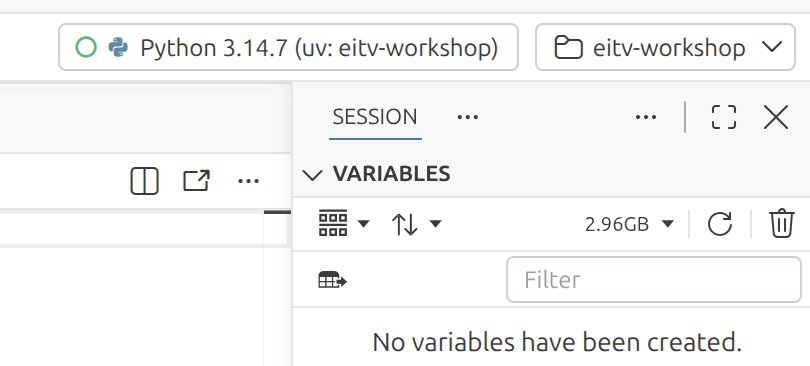 Python 3.14.7 (uv: eitv-workshop)
eitv-workshop
SESSION
VARIABLES
2.96GB
Filter
No variables have been created.